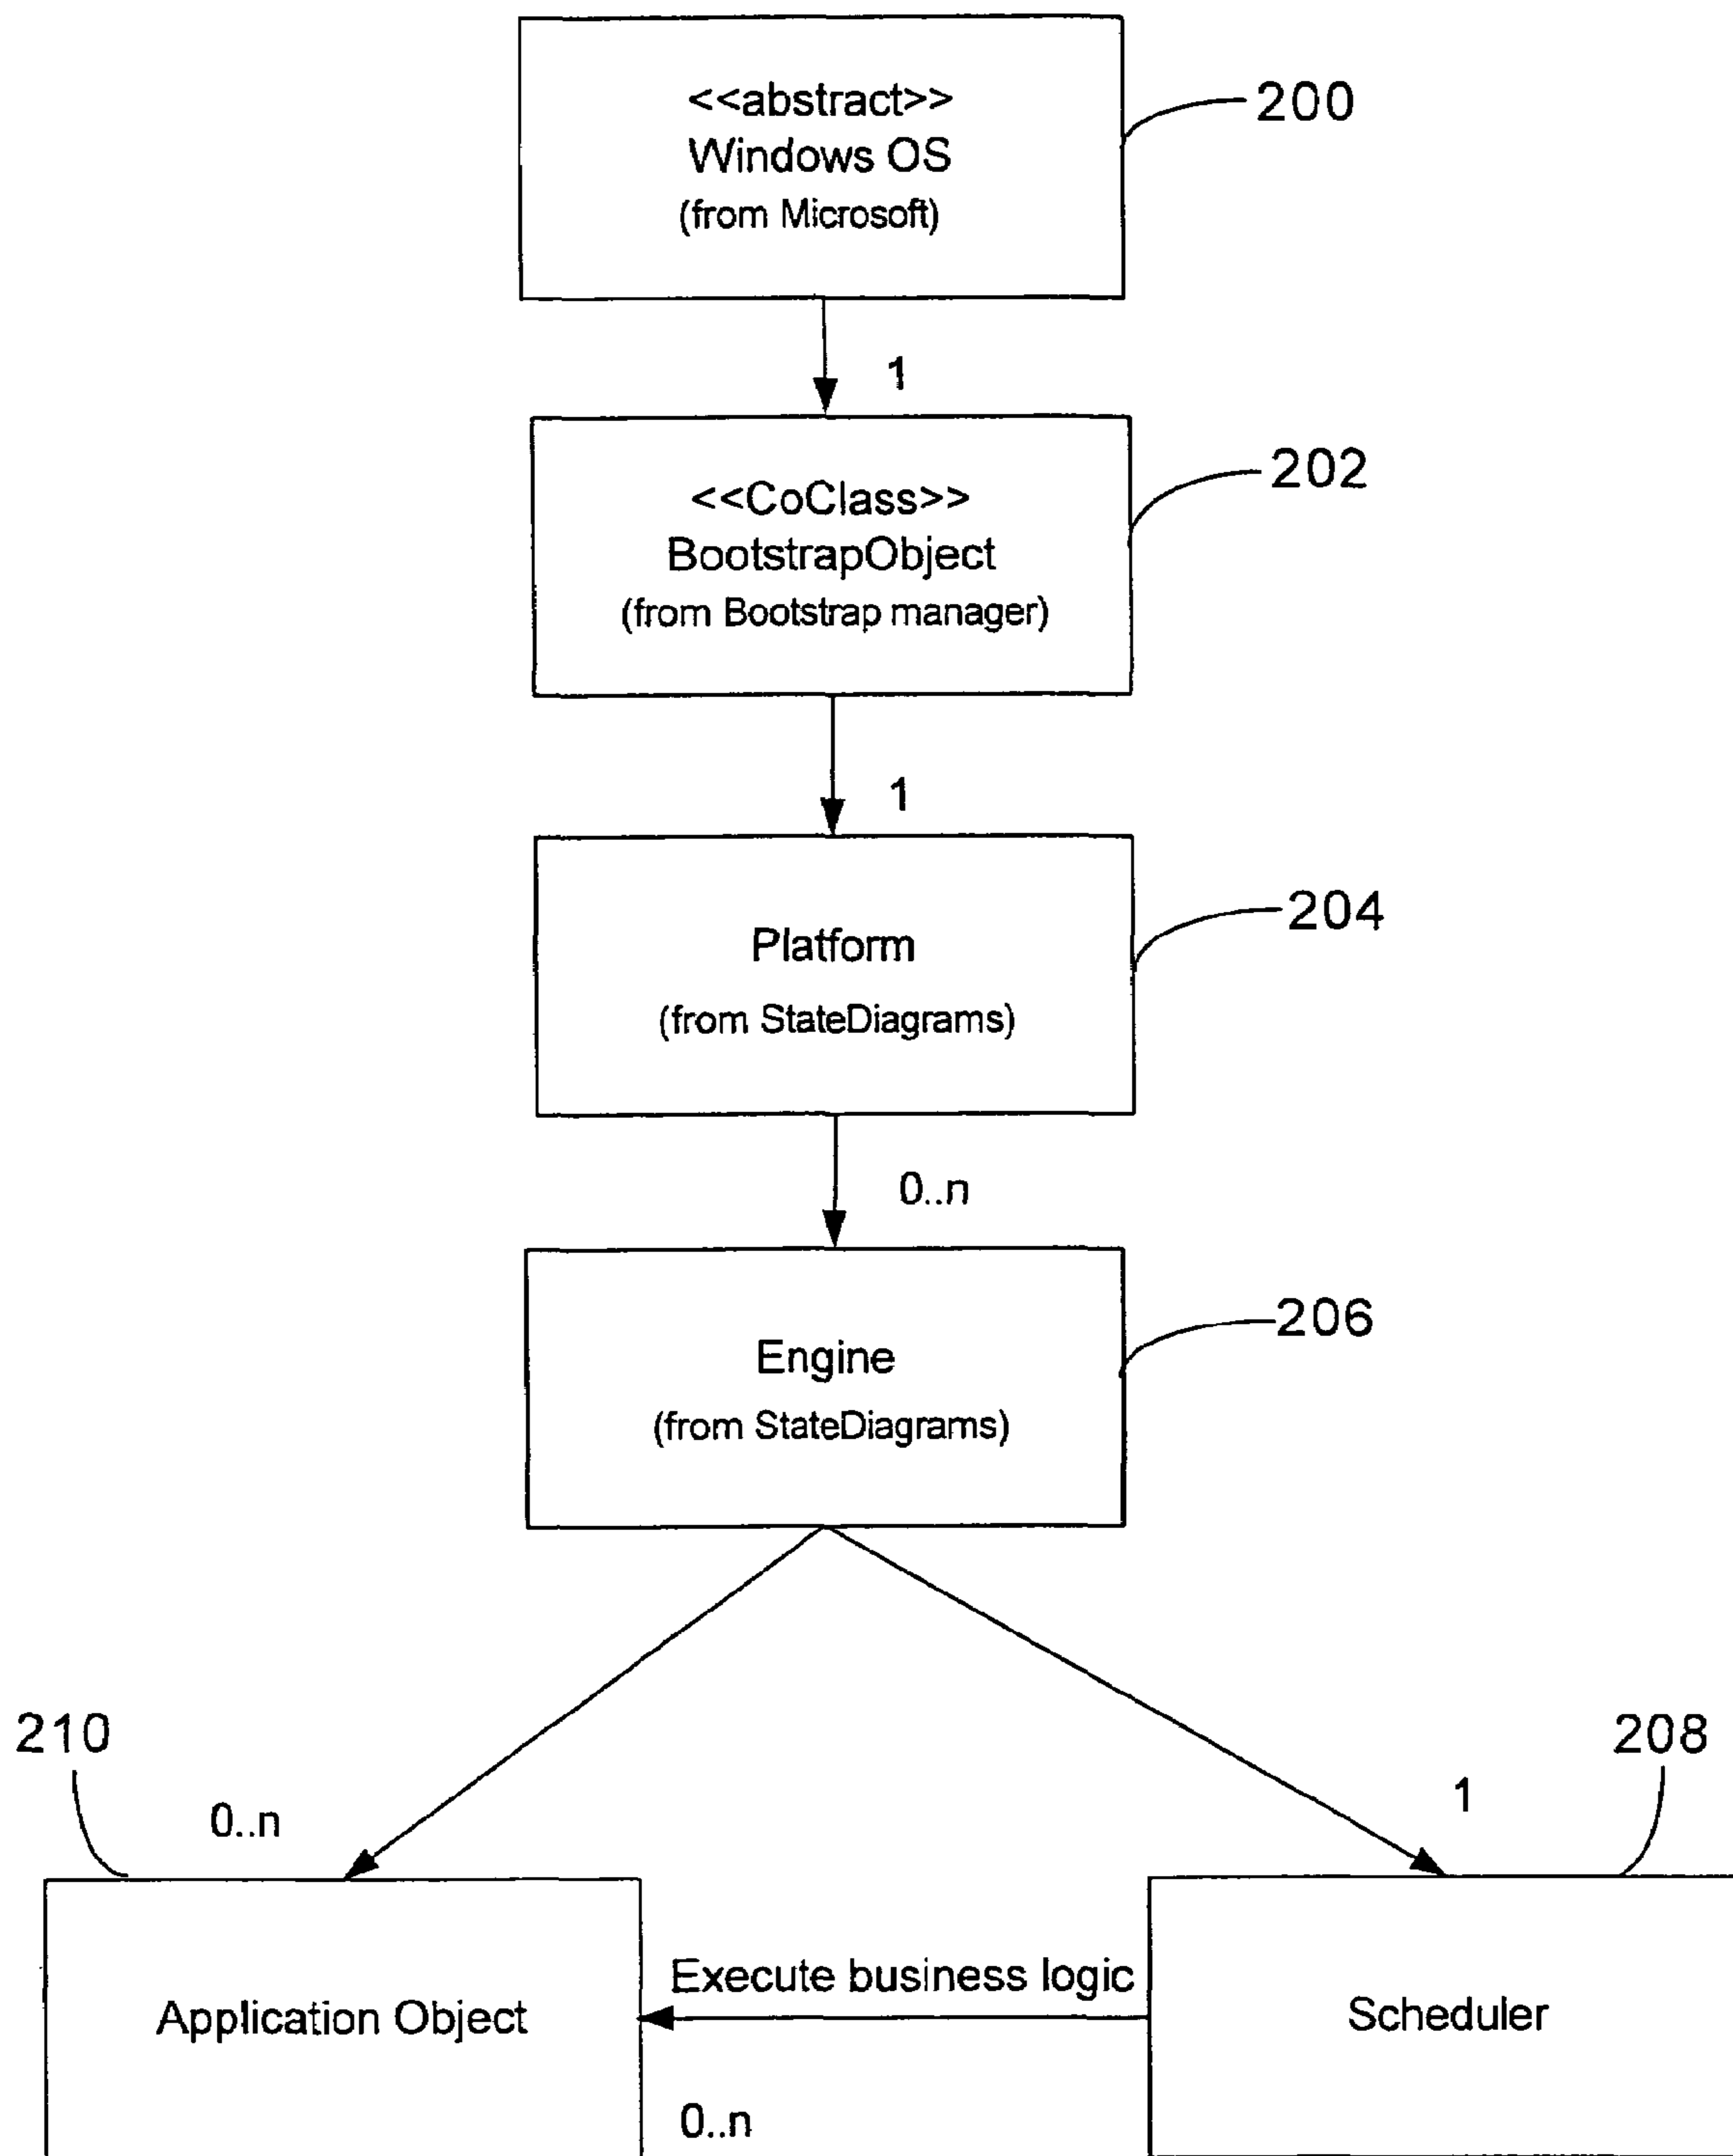 <<abstract>>
Windows OS
(from Microsoft)
200
1
<<CoClass>>
BootstrapObject
(from Bootstrap manager)
202
1
Platform
(from StateDiagrams)
204
0..n
Engine
(from StateDiagrams)
206
210
0..n
208
1
Application Object
Execute business logic
0..n
Scheduler